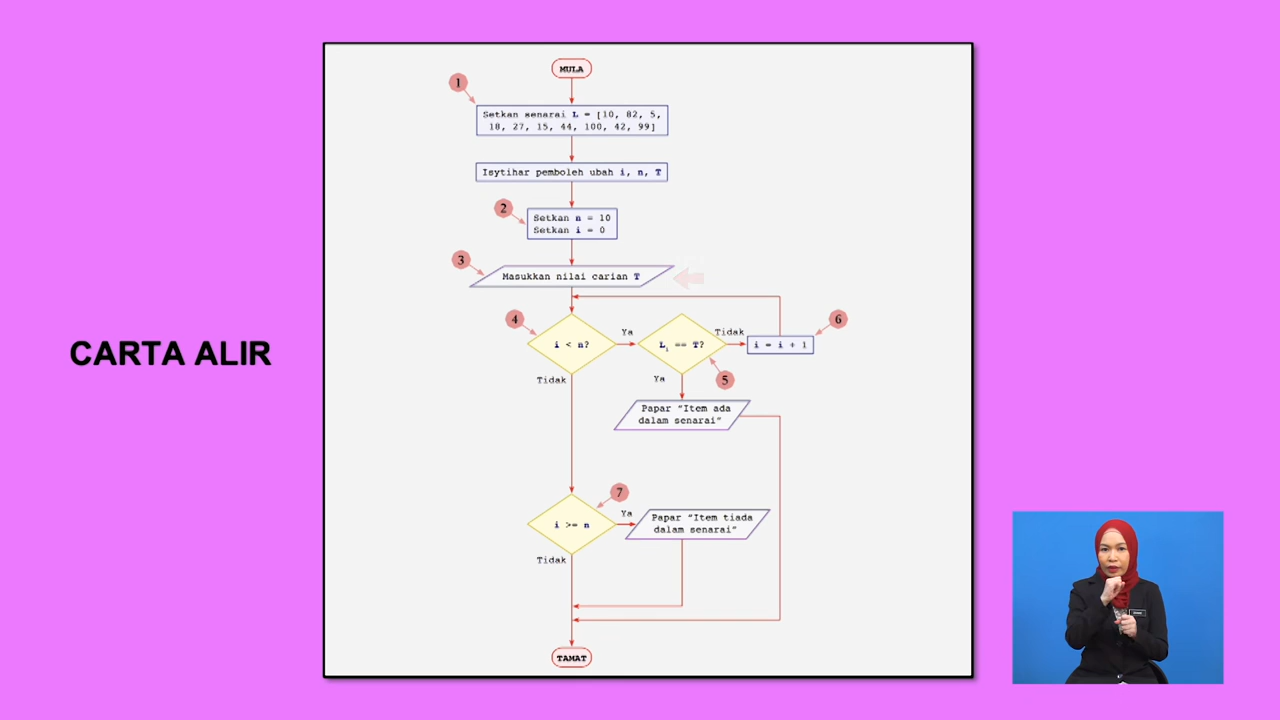 CARTA ALIR
MULA
1
Setkan senarai L = [10, 82, 5,
18, 27, 15, 44, 100, 42, 99]
Isytihar pemboleh ubah i, n, T
2
Setkan n = 10
Setkan i = 0
3
Masukkan nilai carian T
4
i < n?
Ya
Lᵢ == T?
Tidak
i = i + 1
6
5
Tidak
Ya
Papar “Item ada
dalam senarai”
7
i >= n
Ya
Papar “Item tiada
dalam senarai”
Tidak
TAMAT